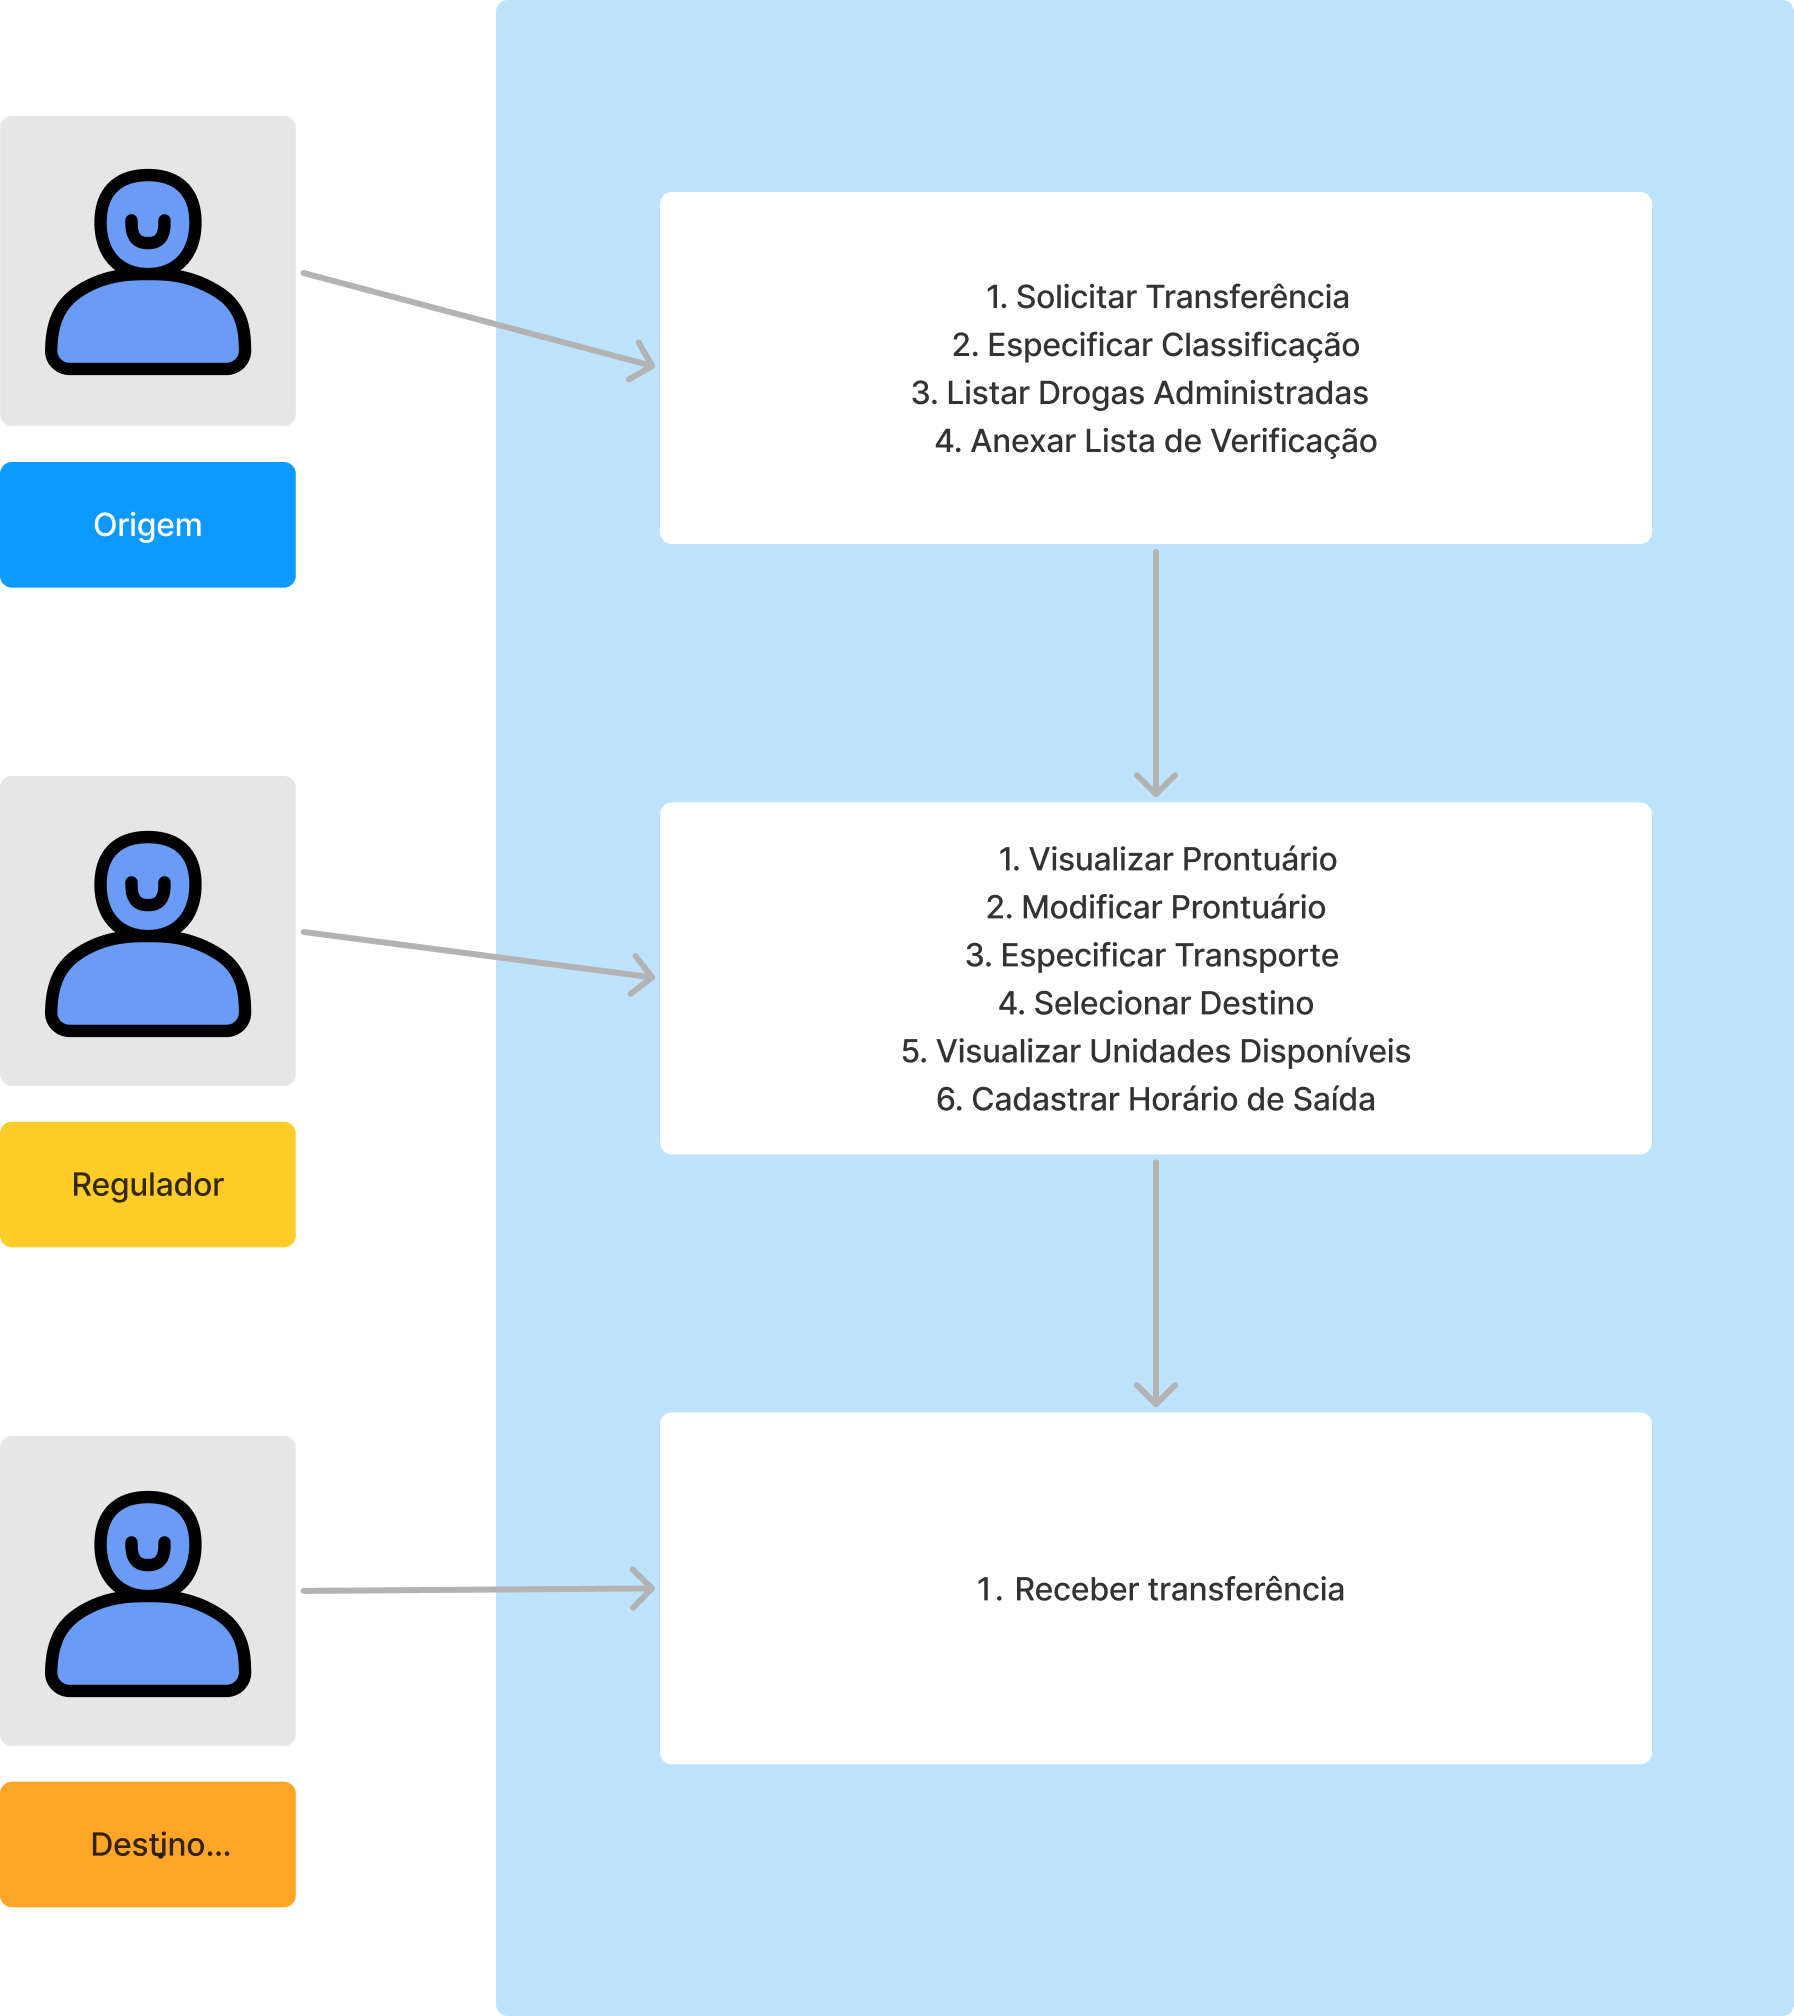 Origem
1. Solicitar Transferência
2. Especificar Classificação
3. Listar Drogas Administradas
4. Anexar Lista de Verificação
Regulador
1. Visualizar Prontuário
2. Modificar Prontuário
3. Especificar Transporte
4. Selecionar Destino
5. Visualizar Unidades Disponíveis
6. Cadastrar Horário de Saída
Destino...
1. Receber transferência